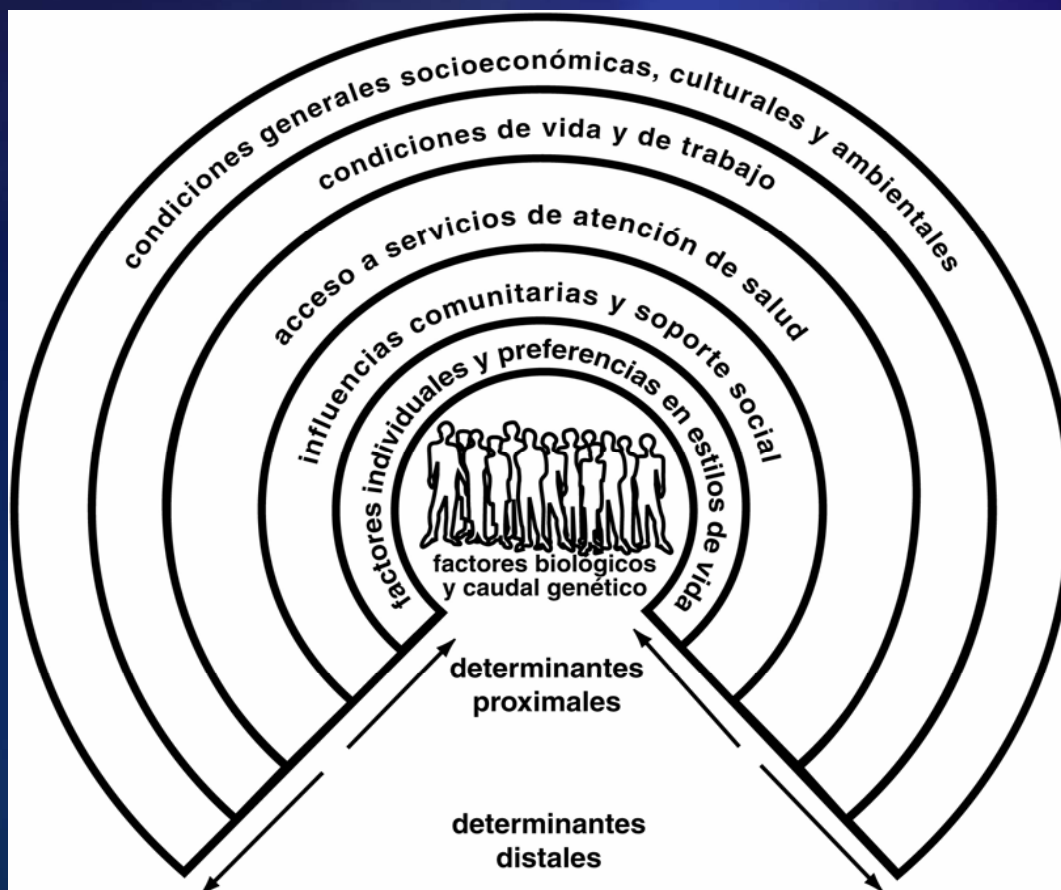 condiciones generales socioeconómicas, culturales y ambientales
condiciones de vida y de trabajo
acceso a servicios de atención de salud
influencias comunitarias y soporte social
factores individuales y preferencias en estilos de vida
factores biológicos
y caudal genético
determinantes
proximales
determinantes
distales